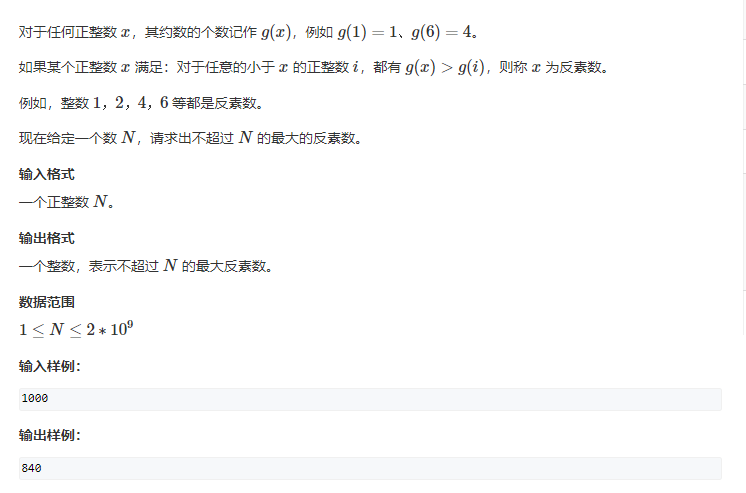 对于任何正整数 x，其约数的个数记作 g(x)，例如 g(1) = 1、g(6) = 4。
如果某个正整数 x 满足：对于任意的小于 x 的正整数 i，都有 g(x) > g(i)，则称 x 为反素数。
例如，整数 1，2，4，6 等都是反素数。
现在给定一个数 N，请求出不超过 N 的最大的反素数。
输入格式
一个正整数 N。
输出格式
一个整数，表示不超过 N 的最大反素数。
数据范围
1 ≤ N ≤ 2 * 10⁹
输入样例：
1000
输出样例：
840